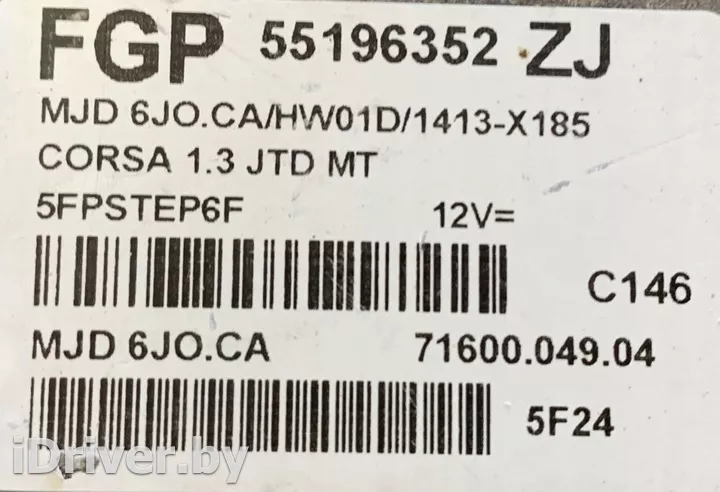 FGP 55196352 ZJ
MJD 6JO.CA/HW01D/1413-X185
CORSA 1.3 JTD MT
5FPSTEP6F 12V=
C146
MJD 6JO.CA 71600.049.04
5F24
iDriver.by